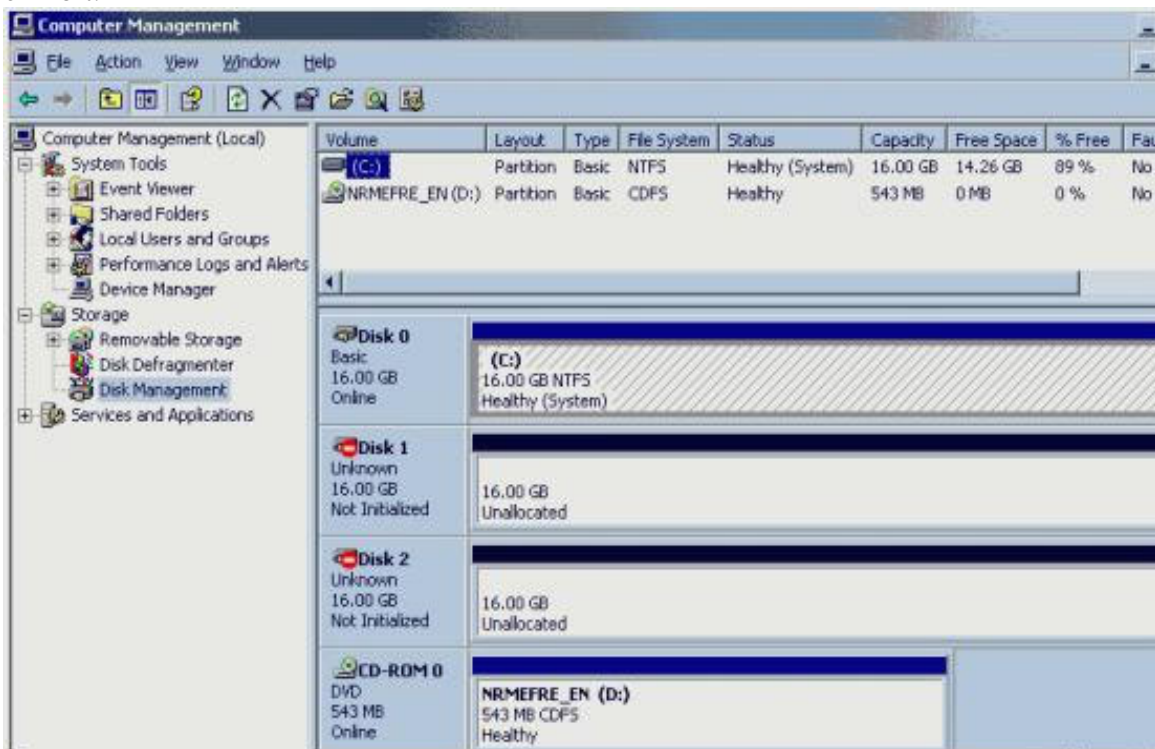 Computer Management
File Action View Window Help
Computer Management (Local)
System Tools
Event Viewer
Shared Folders
Local Users and Groups
Performance Logs and Alerts
Device Manager
Storage
Removable Storage
Disk Defragmenter
Disk Management
Services and Applications
Volume Layout Type File System Status Capacity Free Space % Free Fau
(C:) Partition Basic NTFS Healthy (System) 16.00 GB 14.26 GB 89 % No
NRMEFRE_EN (D:) Partition Basic CDFS Healthy 543 MB 0 MB 0 % No
Disk 0
Basic
16.00 GB
Online
(C:)
16.00 GB NTFS
Healthy (System)
Disk 1
Unknown
16.00 GB
Not Initialized
16.00 GB
Unallocated
Disk 2
Unknown
16.00 GB
Not Initialized
16.00 GB
Unallocated
CD-ROM 0
DVD
543 MB
Online
NRMEFRE_EN (D:)
543 MB CDFS
Healthy